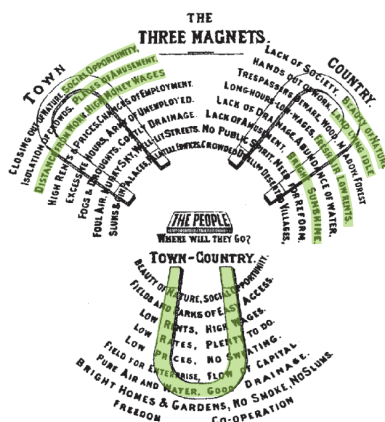 THE
THREE MAGNETS.
TOWN
CLOSING OUT OF NATURE. SOCIAL OPPORTUNITY.
ISOLATION OF CROWDS. PLACES OF AMUSEMENT.
DISTANCE FROM WORK. HIGH MONEY WAGES
HIGH RENTS & PRICES. CHANCES OF EMPLOYMENT.
EXCESSIVE HOURS. ARMY OF UNEMPLOYED.
FOGS & DROUGHTS. COSTLY DRAINAGE.
FOUL AIR. MURKY SKY. WELL-LIT STREETS.
SLUMS & GIN PALACES.
COUNTRY.
LACK OF SOCIETY. BEAUTY OF NATURE.
HANDS OUT OF WORK. LAND LYING IDLE
TRESPASSERS BEWARE. WOOD, MEADOW, FOREST
LONG-HOURS-LOW WAGES. FRESH AIR. LOW RENTS.
LACK OF DRAINAGE. ABUNDANCE OF WATER.
LACK OF AMUSEMENT. BRIGHT SUNSHINE.
NO PUBLIC SPIRIT. NEED FOR REFORM.
CROWDED DWELLINGS. DESERTED VILLAGES.
THE PEOPLE
WHERE WILL THEY GO?
TOWN-COUNTRY.
BEAUTY OF NATURE. SOCIAL OPPORTUNITY.
FIELDS AND PARKS OF EASY ACCESS.
LOW RENTS, HIGH WAGES.
LOW RATES, PLENTY TO DO.
LOW PRICES, NO SWEATING.
FIELD FOR ENTERPRISE, FLOW OF CAPITAL
PURE AIR AND WATER, GOOD DRAINAGE.
BRIGHT HOMES & GARDENS, NO SMOKE, NO SLUMS.
FREEDOM CO-OPERATION